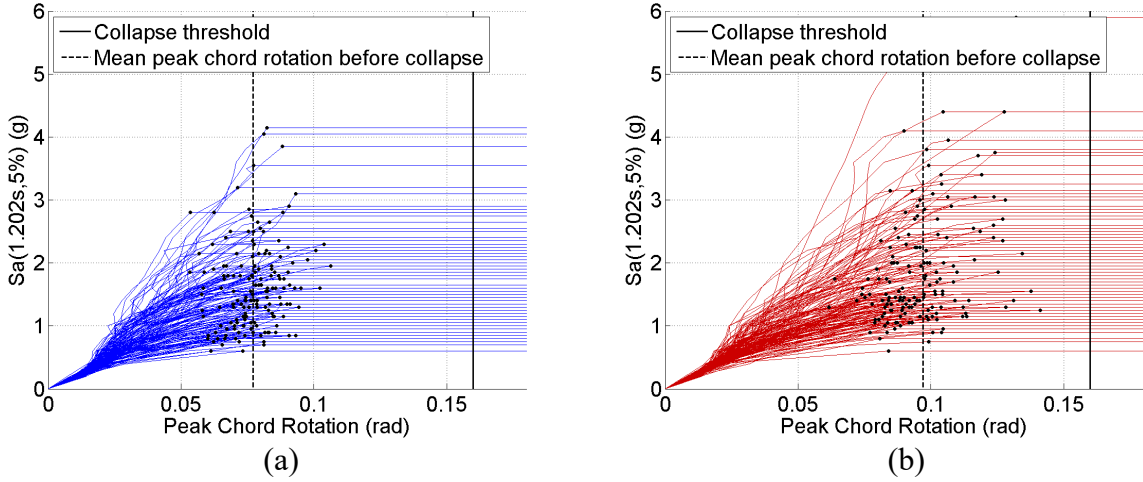 6
5
4
3
2
1
0
Sa(1.202s,5%) (g)
Collapse threshold
Mean peak chord rotation before collapse
0
0.05
0.1
0.15
Peak Chord Rotation (rad)
(a)
6
5
4
3
2
1
0
Sa(1.202s,5%) (g)
Collapse threshold
Mean peak chord rotation before collapse
0
0.05
0.1
0.15
Peak Chord Rotation (rad)
(b)